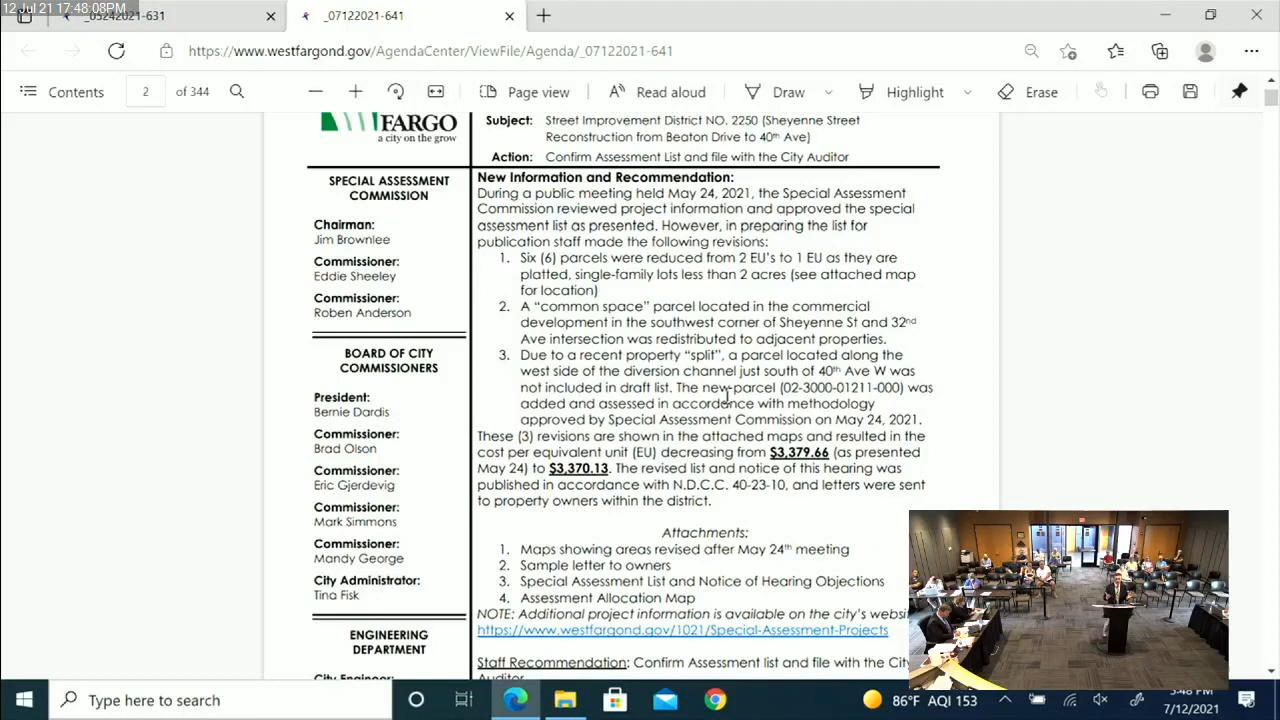 12 Jul 21 17:48:08PM
_05242021-631
_07122021-641
https://www.westfargond.gov/AgendaCenter/ViewFile/Agenda/_07122021-641
Contents
2
of 344
Page view
Read aloud
Draw
Highlight
Erase
FARGO
a city on the grow
Subject: Street Improvement District NO. 2250 (Sheyenne Street
Reconstruction from Beaton Drive to 40th Ave)
Action: Confirm Assessment List and file with the City Auditor
SPECIAL ASSESSMENT
COMMISSION
Chairman:
Jim Brownlee
Commissioner:
Eddie Sheeley
Commissioner:
Roben Anderson
BOARD OF CITY
COMMISSIONERS
President:
Bernie Dardis
Commissioner:
Brad Olson
Commissioner:
Eric Gjerdevig
Commissioner:
Mark Simmons
Commissioner:
Mandy George
City Administrator:
Tina Fisk
ENGINEERING
DEPARTMENT
City Engineer:
New Information and Recommendation:
During a public meeting held May 24, 2021, the Special Assessment
Commission reviewed project information and approved the special
assessment list as presented. However, in preparing the list for
publication staff made the following revisions:
1. Six (6) parcels were reduced from 2 EU's to 1 EU as they are
platted, single-family lots less than 2 acres (see attached map
for location)
2. A "common space" parcel located in the commercial
development in the southwest corner of Sheyenne St and 32nd
Ave intersection was redistributed to adjacent properties.
3. Due to a recent property "split", a parcel located along the
west side of the diversion channel just south of 40th Ave W was
not included in draft list. The new parcel (02-3000-01211-000) was
added and assessed in accordance with methodology
approved by Special Assessment Commission on May 24, 2021.
These (3) revisions are shown in the attached maps and resulted in the
cost per equivalent unit (EU) decreasing from $3,379.66 (as presented
May 24) to $3,370.13. The revised list and notice of this hearing was
published in accordance with N.D.C.C. 40-23-10, and letters were sent
to property owners within the district.
Attachments:
1. Maps showing areas revised after May 24th meeting
2. Sample letter to owners
3. Special Assessment List and Notice of Hearing Objections
4. Assessment Allocation Map
NOTE: Additional project information is available on the city's websi
https://www.westfargond.gov/1021/Special-Assessment-Projects
Staff Recommendation: Confirm Assessment list and file with the City
Auditor
Type here to search
86°F AQI 153
5:48 PM
7/12/2021